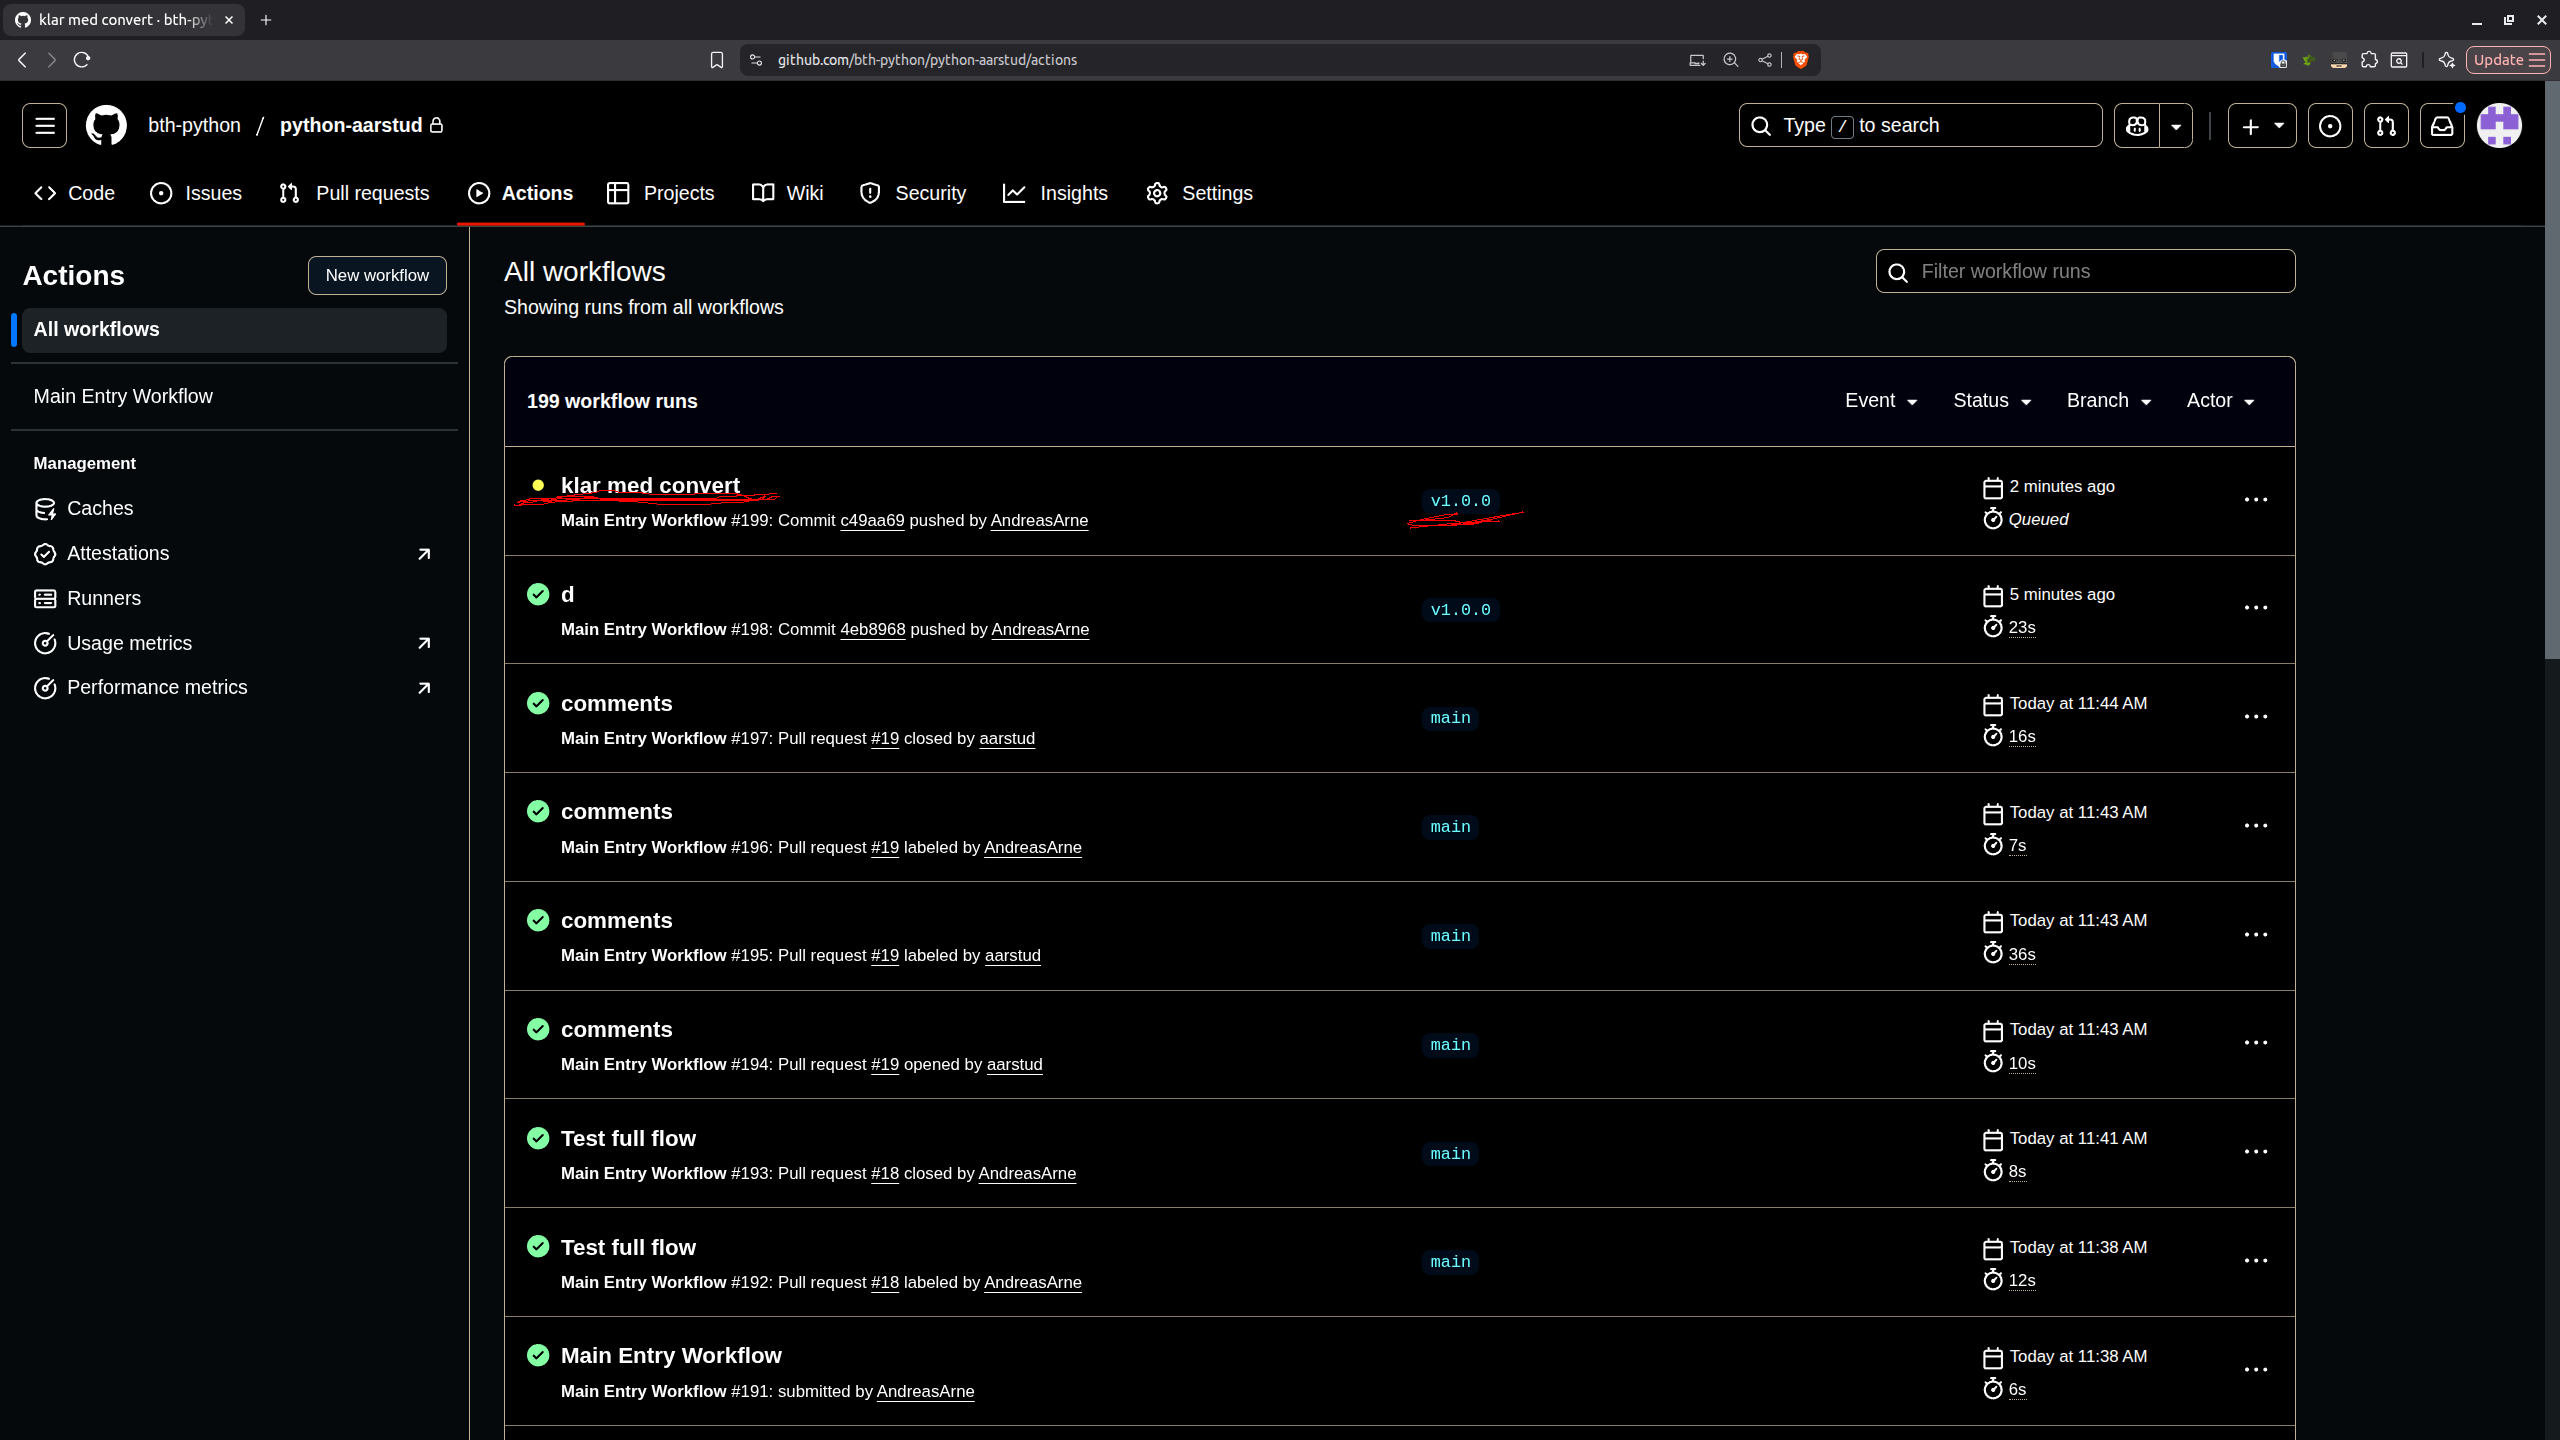 klar med convert · bth-pyt
github.com/bth-python/python-aarstud/actions
Update
bth-python / python-aarstud
Type / to search
Code
Issues
Pull requests
Actions
Projects
Wiki
Security
Insights
Settings
Actions
New workflow
All workflows
Main Entry Workflow
Management
Caches
Attestations
Runners
Usage metrics
Performance metrics
All workflows
Showing runs from all workflows
Filter workflow runs
199 workflow runs
Event
Status
Branch
Actor
klar med convert
Main Entry Workflow #199: Commit c49aa69 pushed by AndreasArne
v1.0.0
2 minutes ago
Queued
d
Main Entry Workflow #198: Commit 4eb8968 pushed by AndreasArne
v1.0.0
5 minutes ago
23s
comments
Main Entry Workflow #197: Pull request #19 closed by aarstud
main
Today at 11:44 AM
16s
comments
Main Entry Workflow #196: Pull request #19 labeled by AndreasArne
main
Today at 11:43 AM
7s
comments
Main Entry Workflow #195: Pull request #19 labeled by aarstud
main
Today at 11:43 AM
36s
comments
Main Entry Workflow #194: Pull request #19 opened by aarstud
main
Today at 11:43 AM
10s
Test full flow
Main Entry Workflow #193: Pull request #18 closed by AndreasArne
main
Today at 11:41 AM
8s
Test full flow
Main Entry Workflow #192: Pull request #18 labeled by AndreasArne
main
Today at 11:38 AM
12s
Main Entry Workflow
Main Entry Workflow #191: submitted by AndreasArne
Today at 11:38 AM
6s